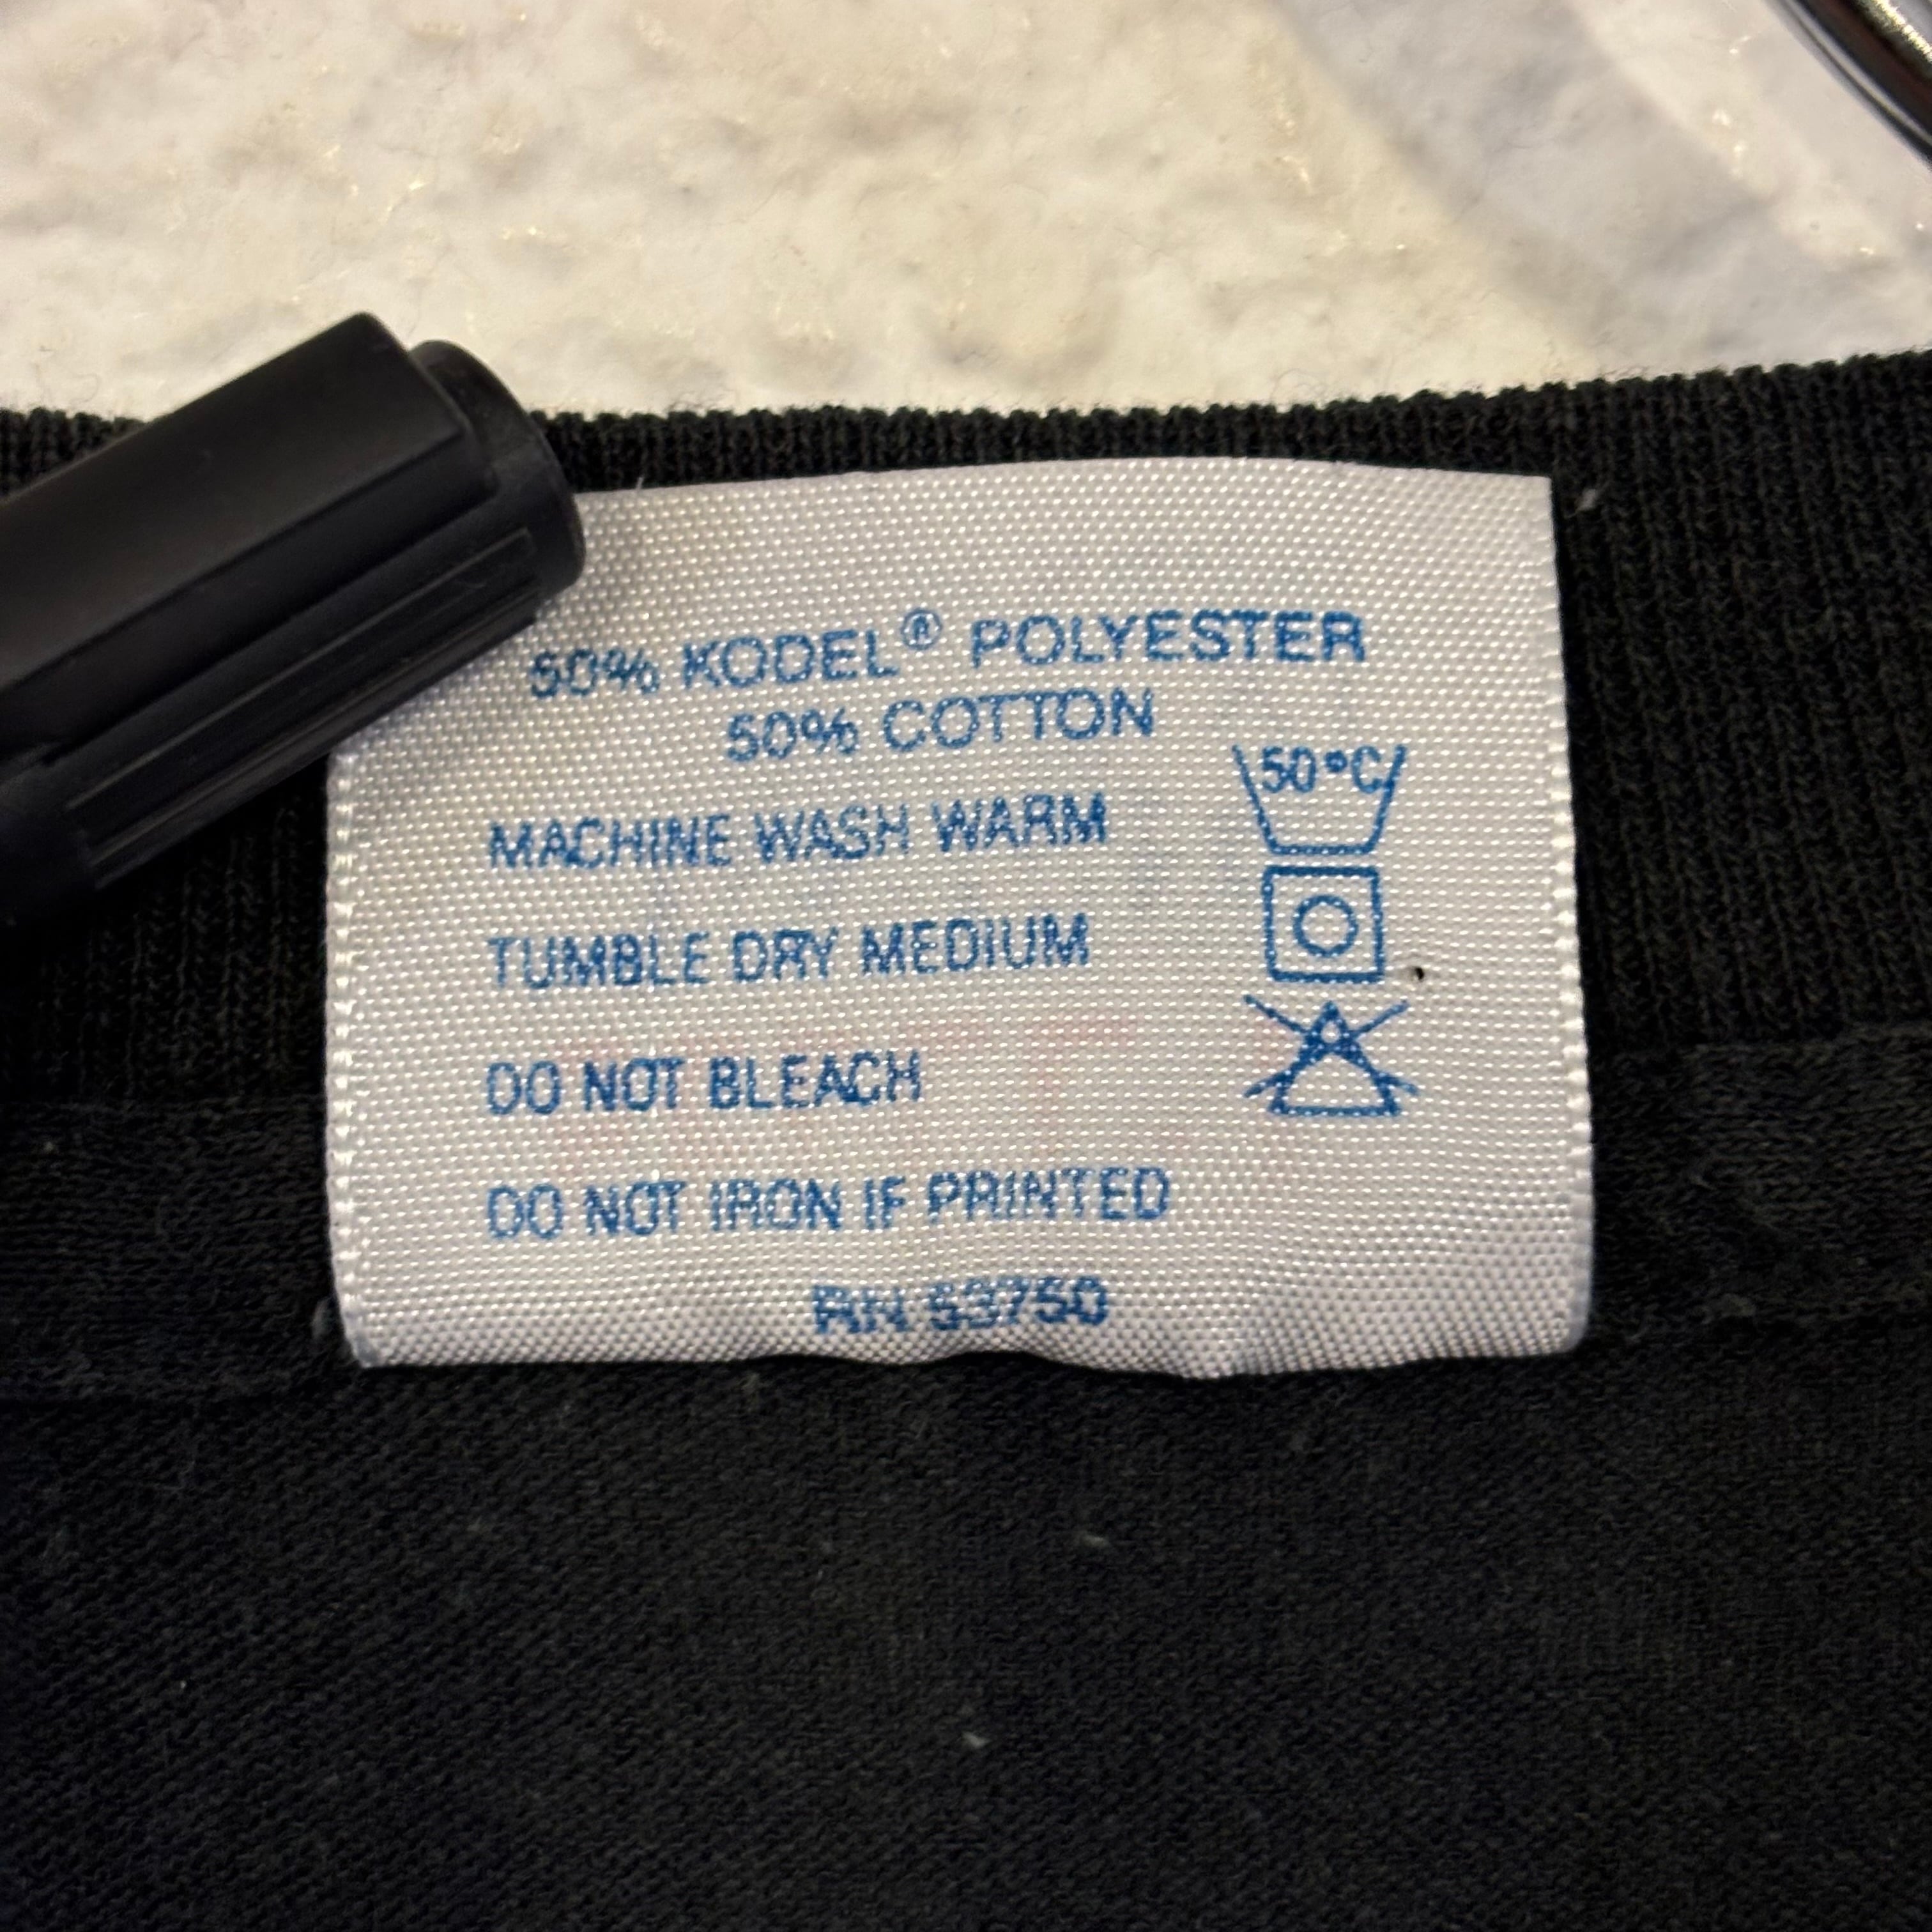 50% KODEL® POLYESTER
50% COTTON
50°C
MACHINE WASH WARM
TUMBLE DRY MEDIUM
DO NOT BLEACH
DO NOT IRON IF PRINTED
RN 53750